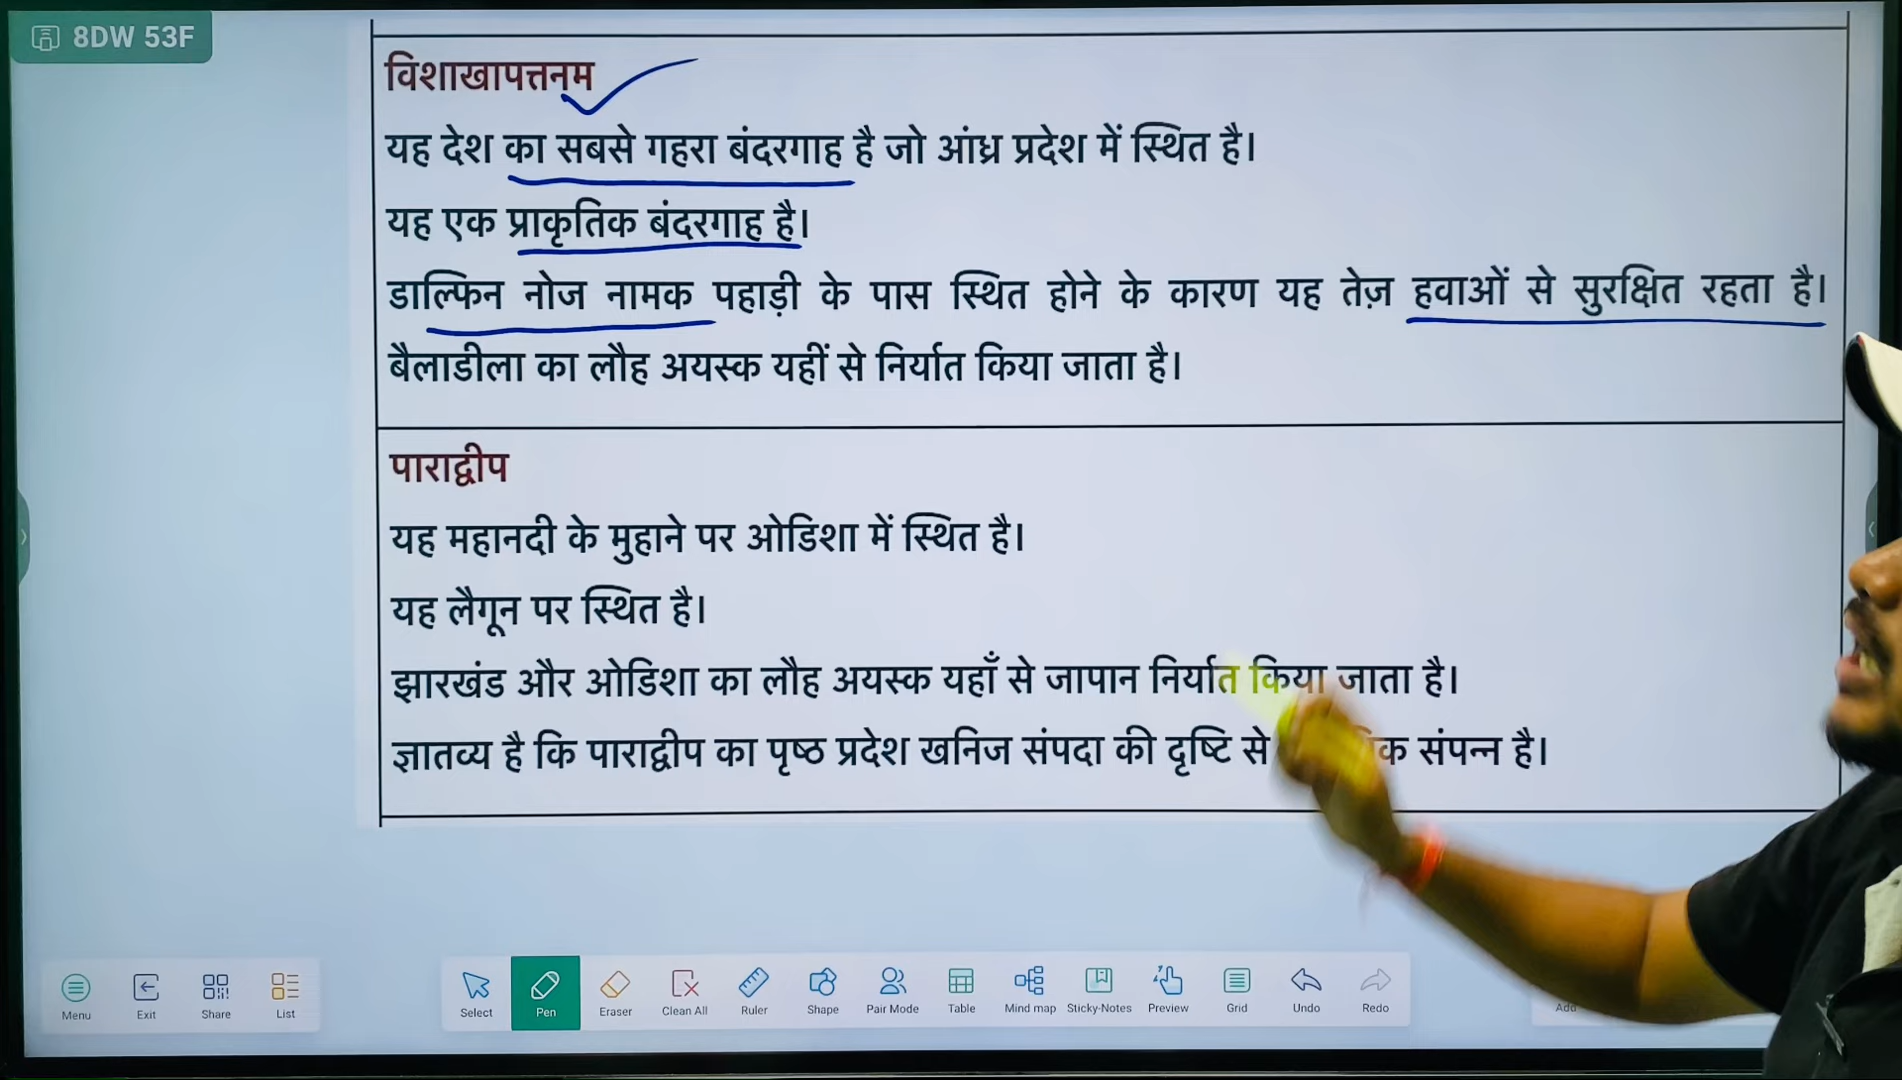 8DW 53F
विशाखापत्तनम
यह देश का सबसे गहरा बंदरगाह है जो आंध्र प्रदेश में स्थित है।
यह एक प्राकृतिक बंदरगाह है।
डाल्फिन नोज नामक पहाड़ी के पास स्थित होने के कारण यह तेज़ हवाओं से सुरक्षित रहता है।
बैलाडीला का लौह अयस्क यहीं से निर्यात किया जाता है।
पाराद्वीप
यह महानदी के मुहाने पर ओडिशा में स्थित है।
यह लैगून पर स्थित है।
झारखंड और ओडिशा का लौह अयस्क यहाँ से जापान निर्यात किया जाता है।
ज्ञातव्य है कि पाराद्वीप का पृष्ठ प्रदेश खनिज संपदा की दृष्टि से संपन्न है।
Menu Exit Share List Select Pen Eraser Clean All Ruler Shape Pair Mode Table Mind map Sticky-Notes Preview Grid Undo Redo Add